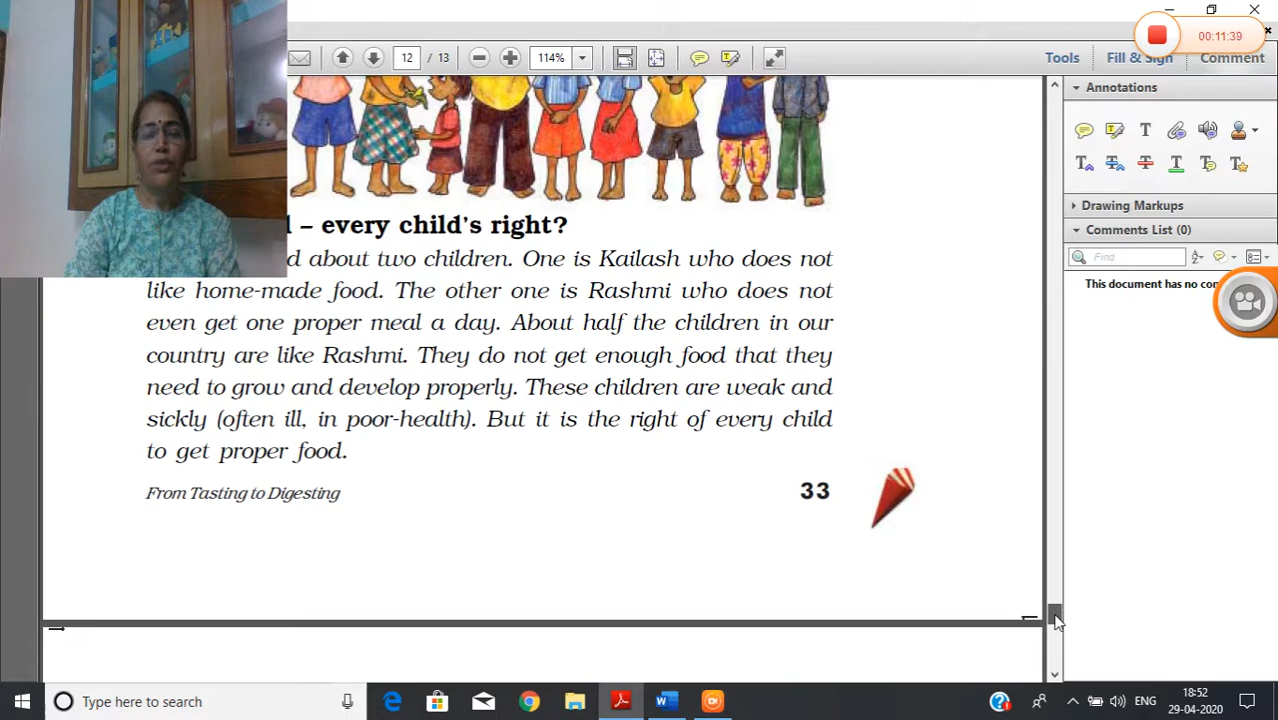 00:11:39
12 / 13
114%
Tools
Fill & Sign
Comment
Annotations
Drawing Markups
Comments List (0)
Find
This document has no con
– every child's right?
d about two children. One is Kailash who does not
like home-made food. The other one is Rashmi who does not
even get one proper meal a day. About half the children in our
country are like Rashmi. They do not get enough food that they
need to grow and develop properly. These children are weak and
sickly (often ill, in poor-health). But it is the right of every child
to get proper food.
From Tasting to Digesting
33
Type here to search
ENG
18:52
29-04-2020